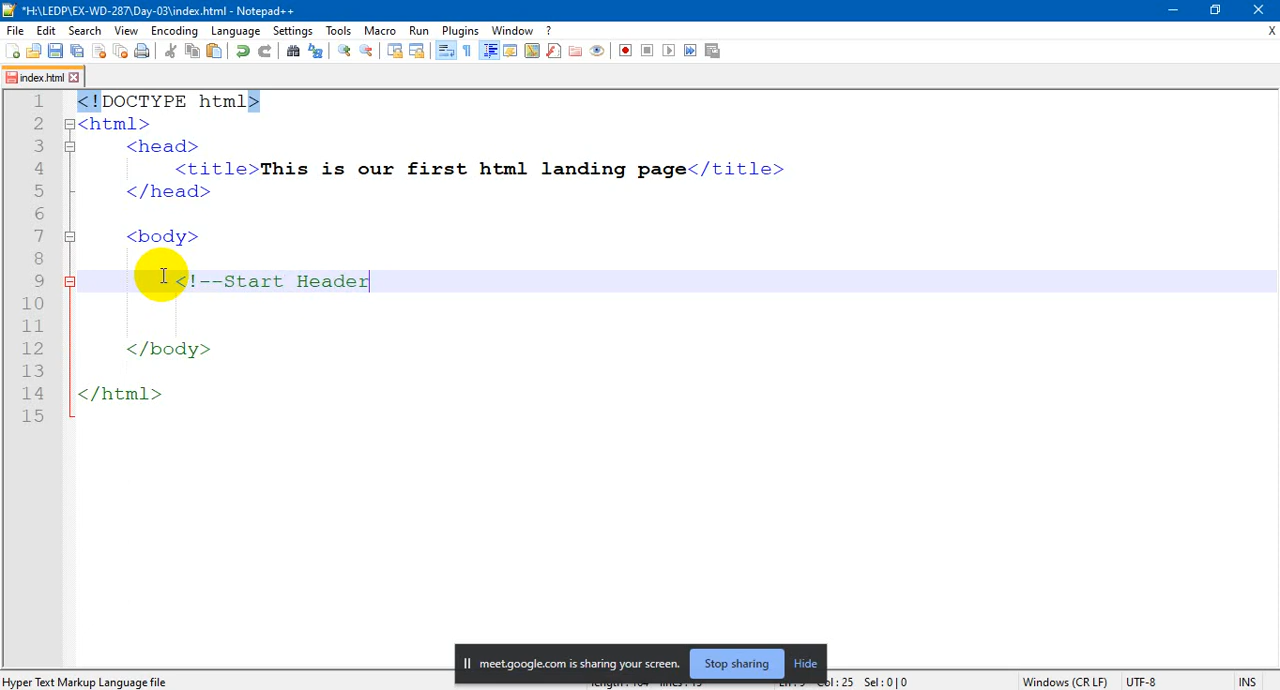 *H:\LEDP\EX-WD-287\Day-03\index.html - Notepad++
File Edit Search View Encoding Language Settings Tools Macro Run Plugins Window ? X
index.html
1 <!DOCTYPE html>
2 <html>
3 <head>
4 <title>This is our first html landing page</title>
5 </head>
6
7 <body>
8
9 <!--Start Header
10
11
12 </body>
13
14 </html>
15
meet.google.com is sharing your screen. Stop sharing Hide
Hyper Text Markup Language file Col : 25 Sel : 0 | 0 Windows (CR LF) UTF-8 INS